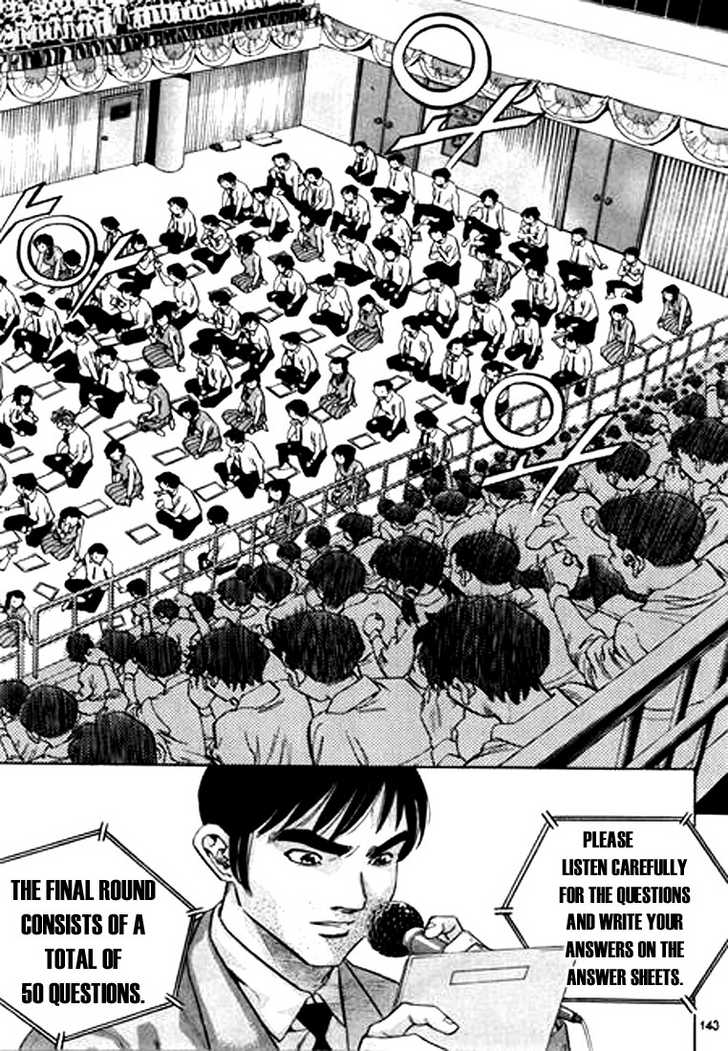 THE FINAL ROUND
CONSISTS OF A
TOTAL OF
50 QUESTIONS.
PLEASE
LISTEN CAREFULLY
FOR THE QUESTIONS
AND WRITE YOUR
ANSWERS ON THE
ANSWER SHEETS.
143